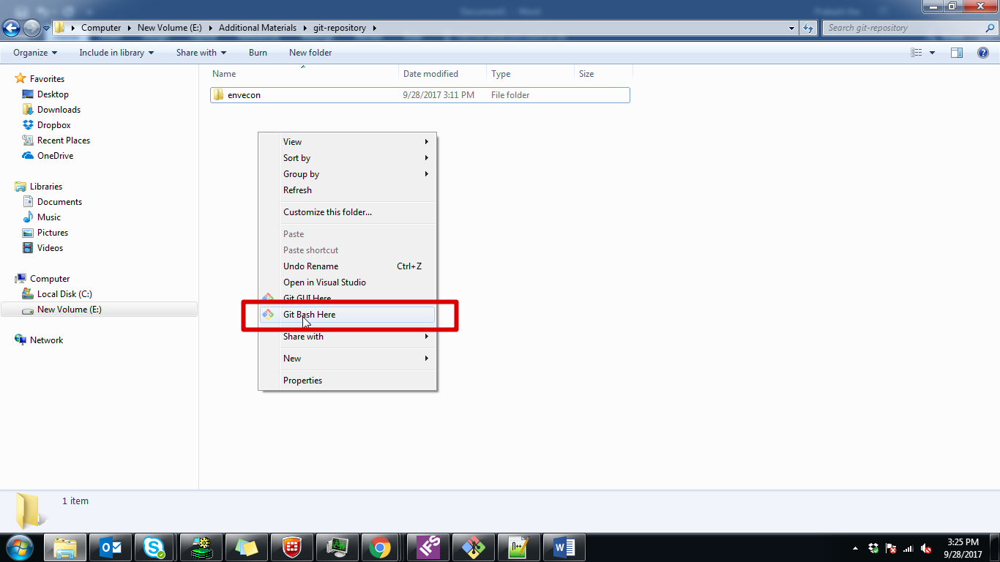 Computer New Volume (E:) Additional Materials git-repository
Search git-repository
Organize Include in library Share with Burn New folder
Favorites
Desktop
Downloads
Dropbox
Recent Places
OneDrive
Libraries
Documents
Music
Pictures
Videos
Computer
Local Disk (C:)
New Volume (E:)
Network
Name Date modified Type Size
envecon 9/28/2017 3:11 PM File folder
View
Sort by
Group by
Refresh
Customize this folder...
Paste
Paste shortcut
Undo Rename Ctrl+Z
Open in Visual Studio
Git GUI Here
Git Bash Here
Share with
New
Properties
1 item
IFS
3:25 PM
9/28/2017